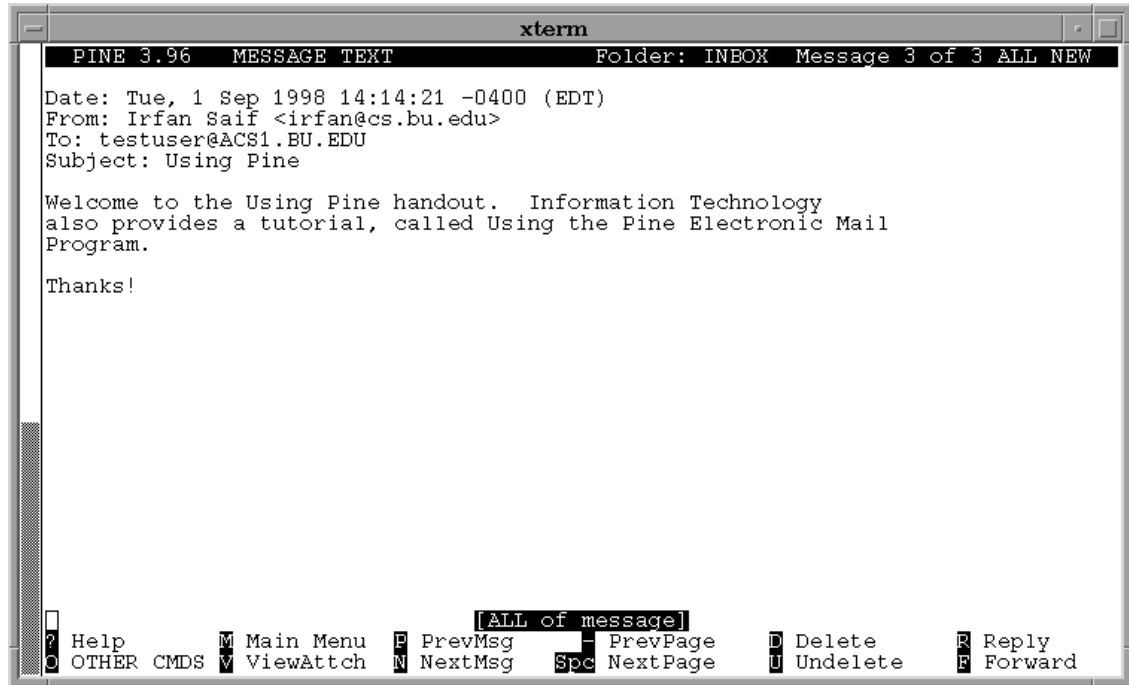 xterm
PINE 3.96   MESSAGE TEXT                    Folder: INBOX  Message 3 of 3 ALL NEW
Date: Tue, 1 Sep 1998 14:14:21 -0400 (EDT)
From: Irfan Saif <irfan@cs.bu.edu>
To: testuser@ACS1.BU.EDU
Subject: Using Pine
Welcome to the Using Pine handout.  Information Technology
also provides a tutorial, called Using the Pine Electronic Mail
Program.
Thanks!
[ALL of message]
? Help       M Main Menu  P PrevMsg      - PrevPage    D Delete       R Reply
O OTHER CMDS V ViewAttch  N NextMsg    Spc NextPage    U Undelete     F Forward